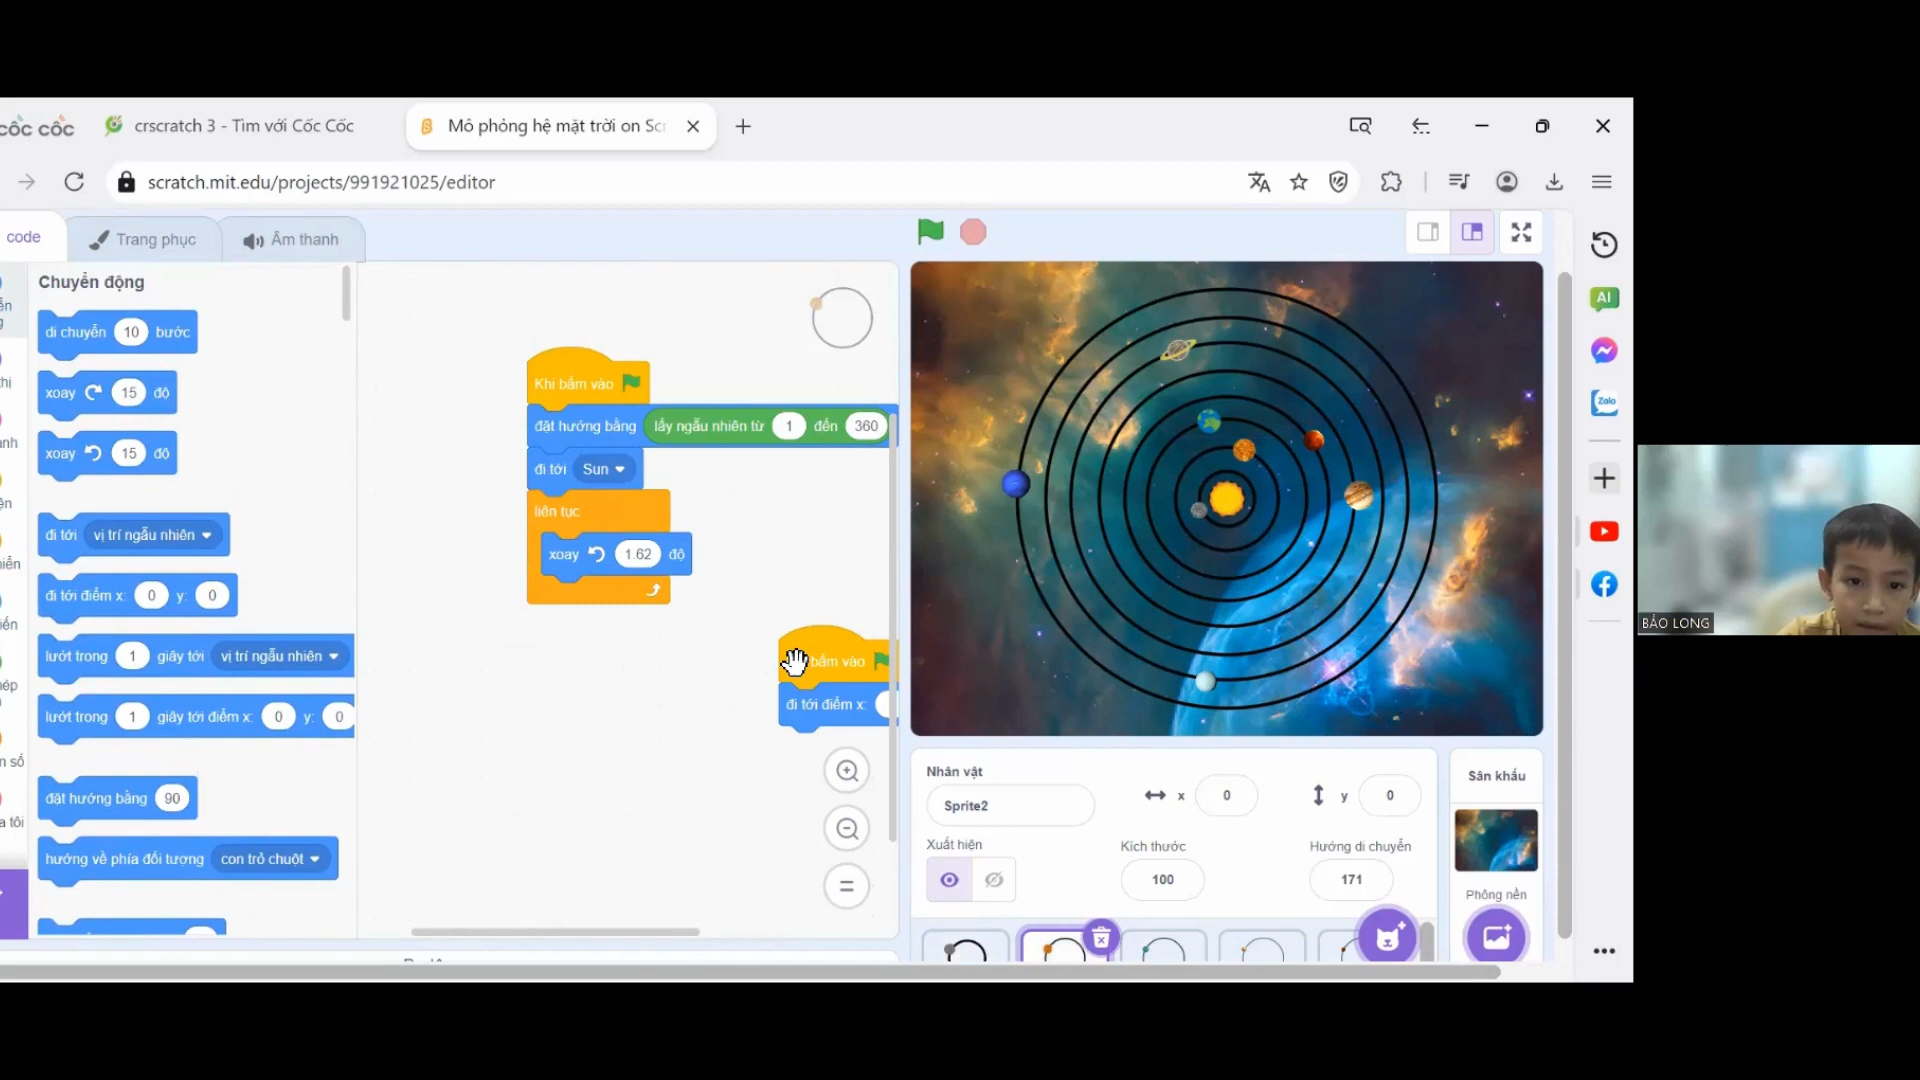 cốc cốc
crscratch 3 - Tìm với Cốc Cốc
Mô phỏng hệ mặt trời on Scr
scratch.mit.edu/projects/991921025/editor
code
Trang phục
Âm thanh
Chuyển động
di chuyển 10 bước
xoay 15 độ
xoay 15 độ
đi tới vị trí ngẫu nhiên
đi tới điểm x: 0 y: 0
lướt trong 1 giây tới vị trí ngẫu nhiên
lướt trong 1 giây tới điểm x: 0 y: 0
đặt hướng bằng 90
hướng về phía đối tượng con trỏ chuột
Khi bấm vào
đặt hướng bằng lấy ngẫu nhiên từ 1 đến 360
đi tới Sun
liên tục
xoay 1.62 độ
bấm vào
đi tới điểm x:
Nhân vật
Sprite2
x 0
y 0
Xuất hiện
Kích thước
100
Hướng di chuyển
171
Sân khấu
Phông nền
AI
Zalo
BẢO LONG